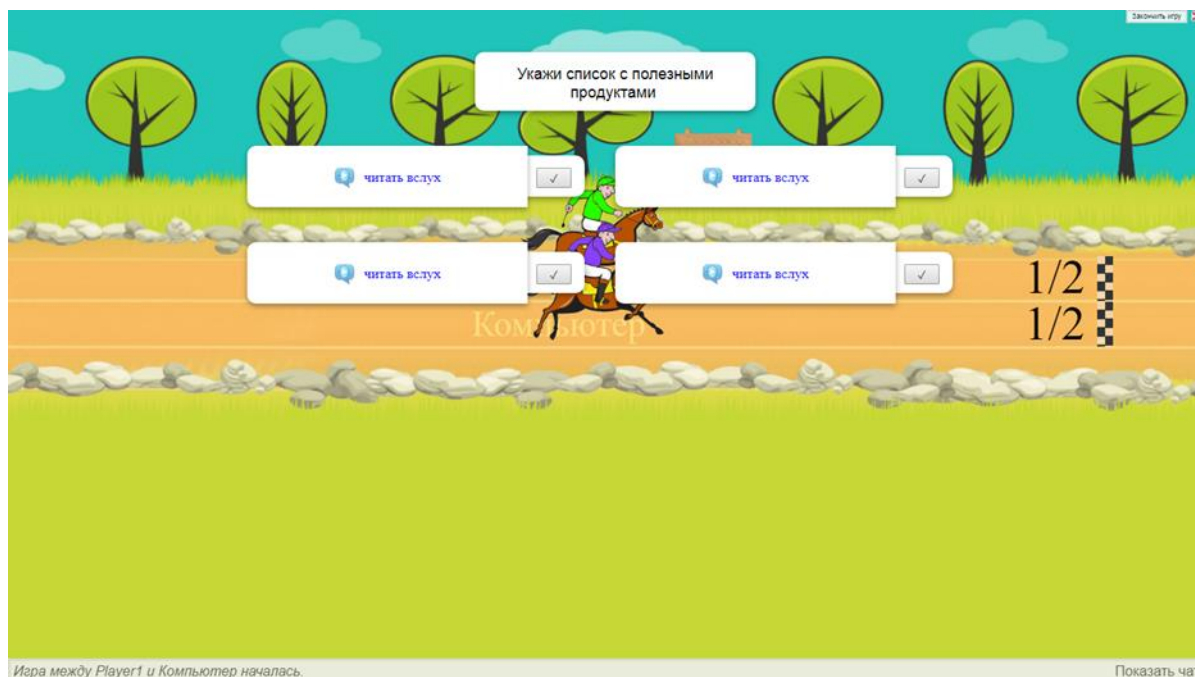 Закончить игру
Укажи список с полезными
продуктами
читать вслух
читать вслух
читать вслух
читать вслух
1/2
Компьютер
1/2
Игра между Player1 и Компьютер началась.
Показать чат